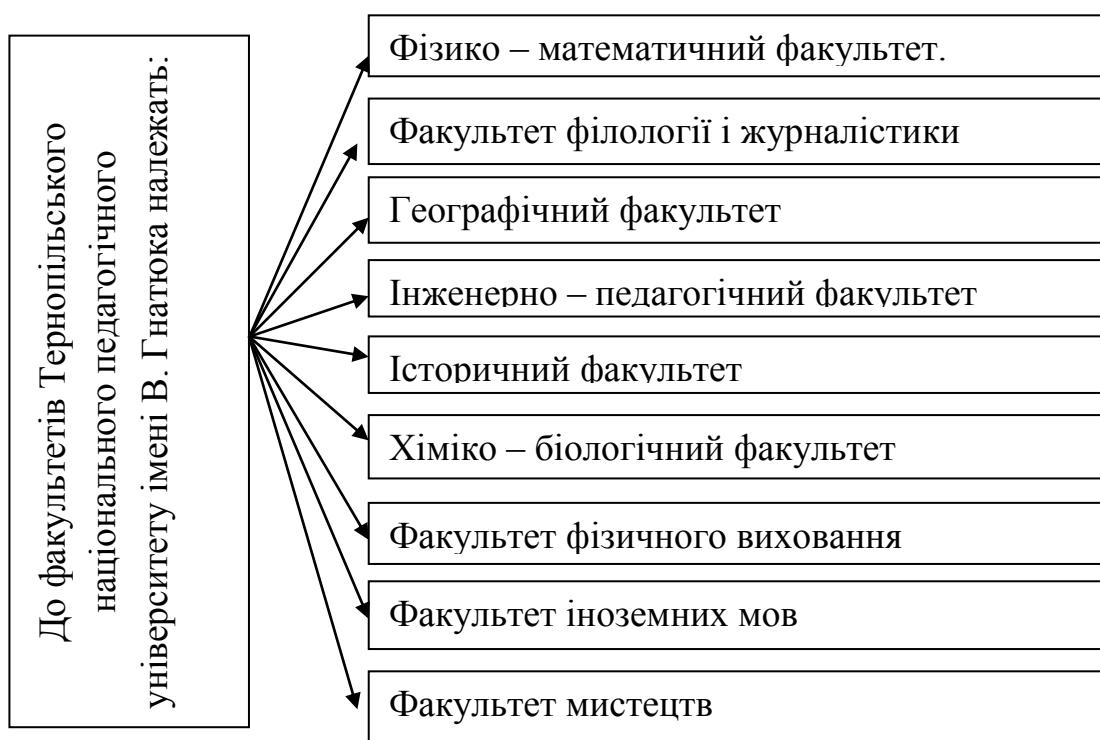 До факультетів Тернопільського
національного педагогічного
університету імені В. Гнатюка належать:
Фізико – математичний факультет.
Факультет філології і журналістики
Географічний факультет
Інженерно – педагогічний факультет
Історичний факультет
Хіміко – біологічний факультет
Факультет фізичного виховання
Факультет іноземних мов
Факультет мистецтв